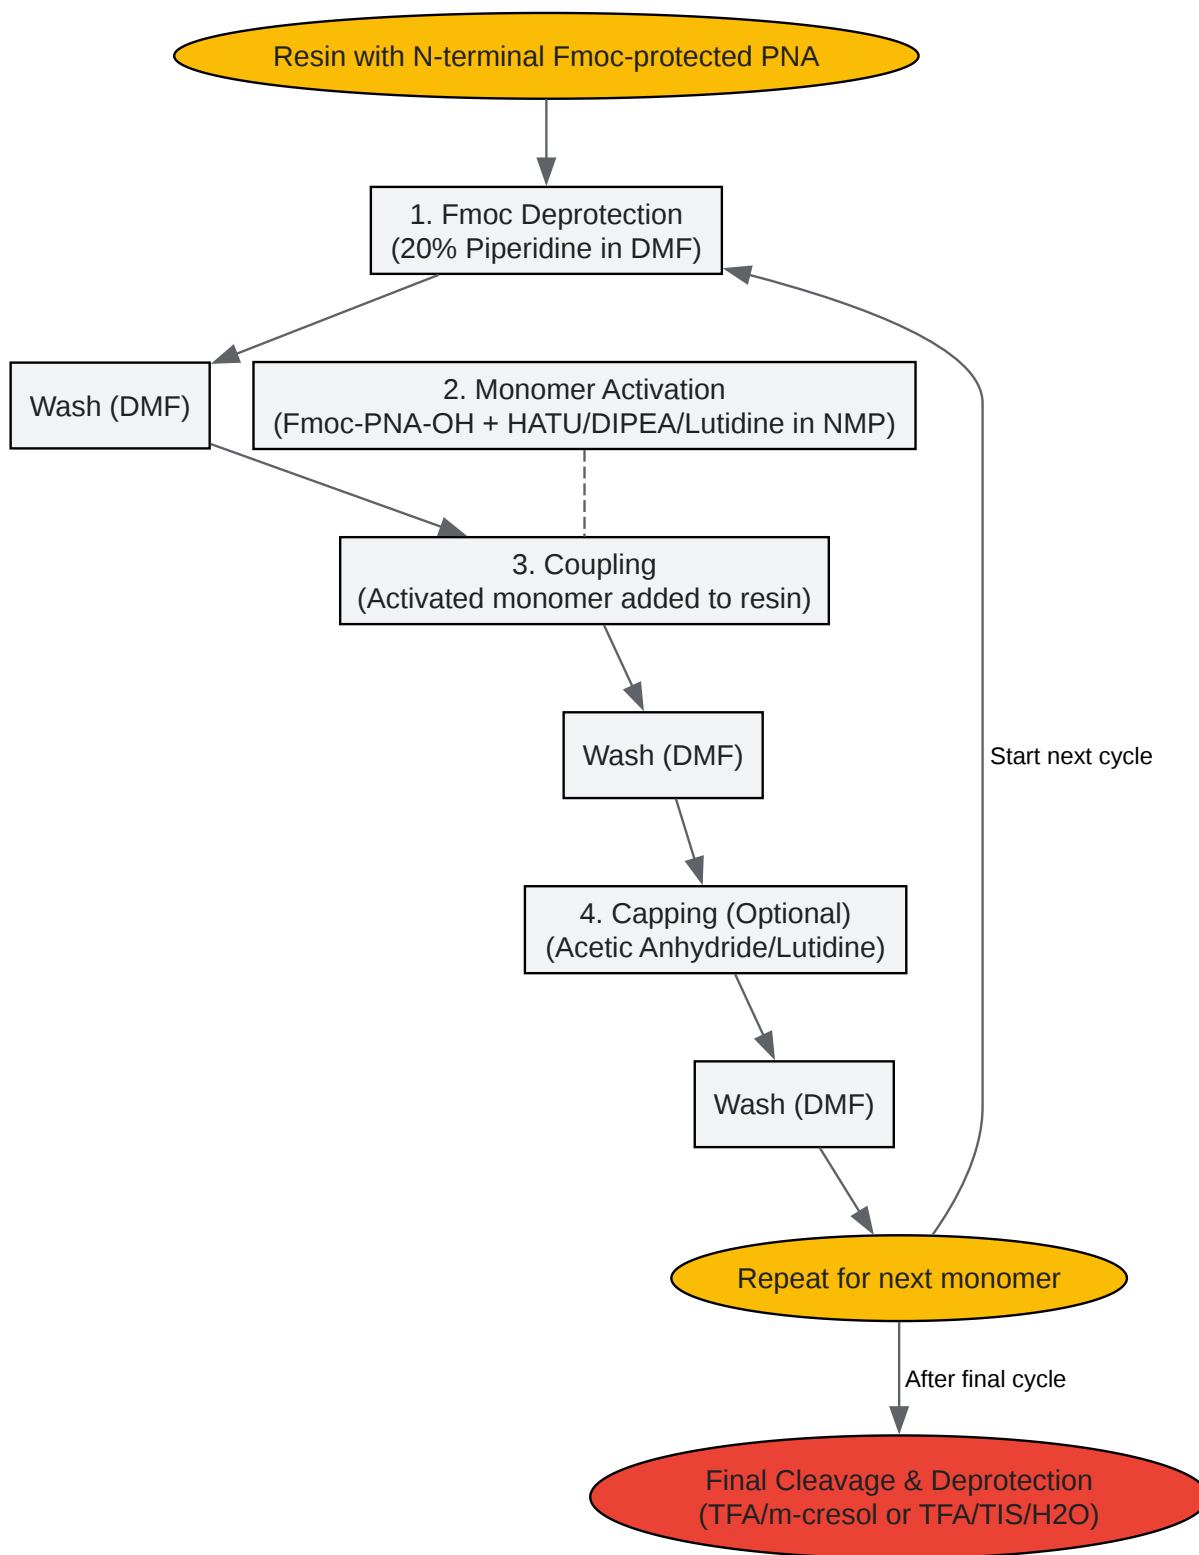 Resin with N-terminal Fmoc-protected PNA
1. Fmoc Deprotection
(20% Piperidine in DMF)
Wash (DMF)
2. Monomer Activation
(Fmoc-PNA-OH + HATU/DIPEA/Lutidine in NMP)
3. Coupling
(Activated monomer added to resin)
Wash (DMF)
Start next cycle
4. Capping (Optional)
(Acetic Anhydride/Lutidine)
Wash (DMF)
Repeat for next monomer
After final cycle
Final Cleavage & Deprotection
(TFA/m-cresol or TFA/TIS/H2O)